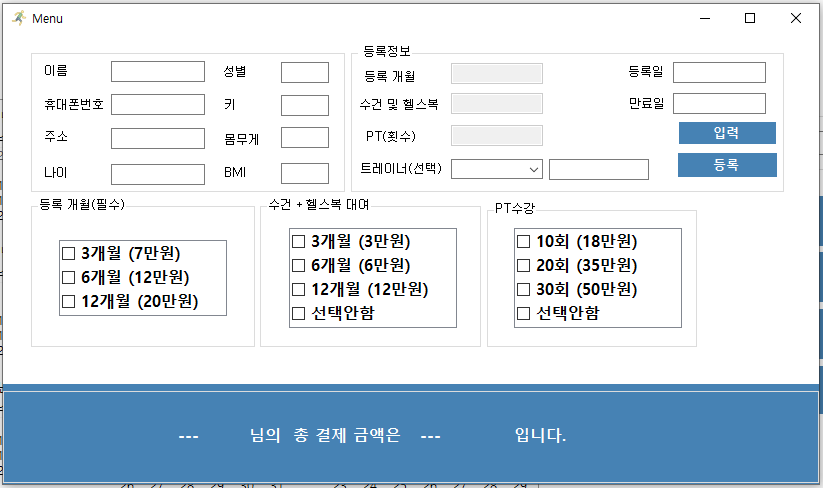 Menu
이름
성별
휴대폰번호
키
주소
몸무게
나이
BMI
등록정보
등록 개월
등록일
수건 및 헬스복
만료일
PT(횟수)
입력
트레이너(선택)
등록
등록 개월(필수)
3개월 (7만원)
6개월 (12만원)
12개월 (20만원)
수건 + 헬스복 대여
3개월 (3만원)
6개월 (6만원)
12개월 (12만원)
선택안함
PT수강
10회 (18만원)
20회 (35만원)
30회 (50만원)
선택안함
--- 님의 총 결제 금액은 --- 입니다.